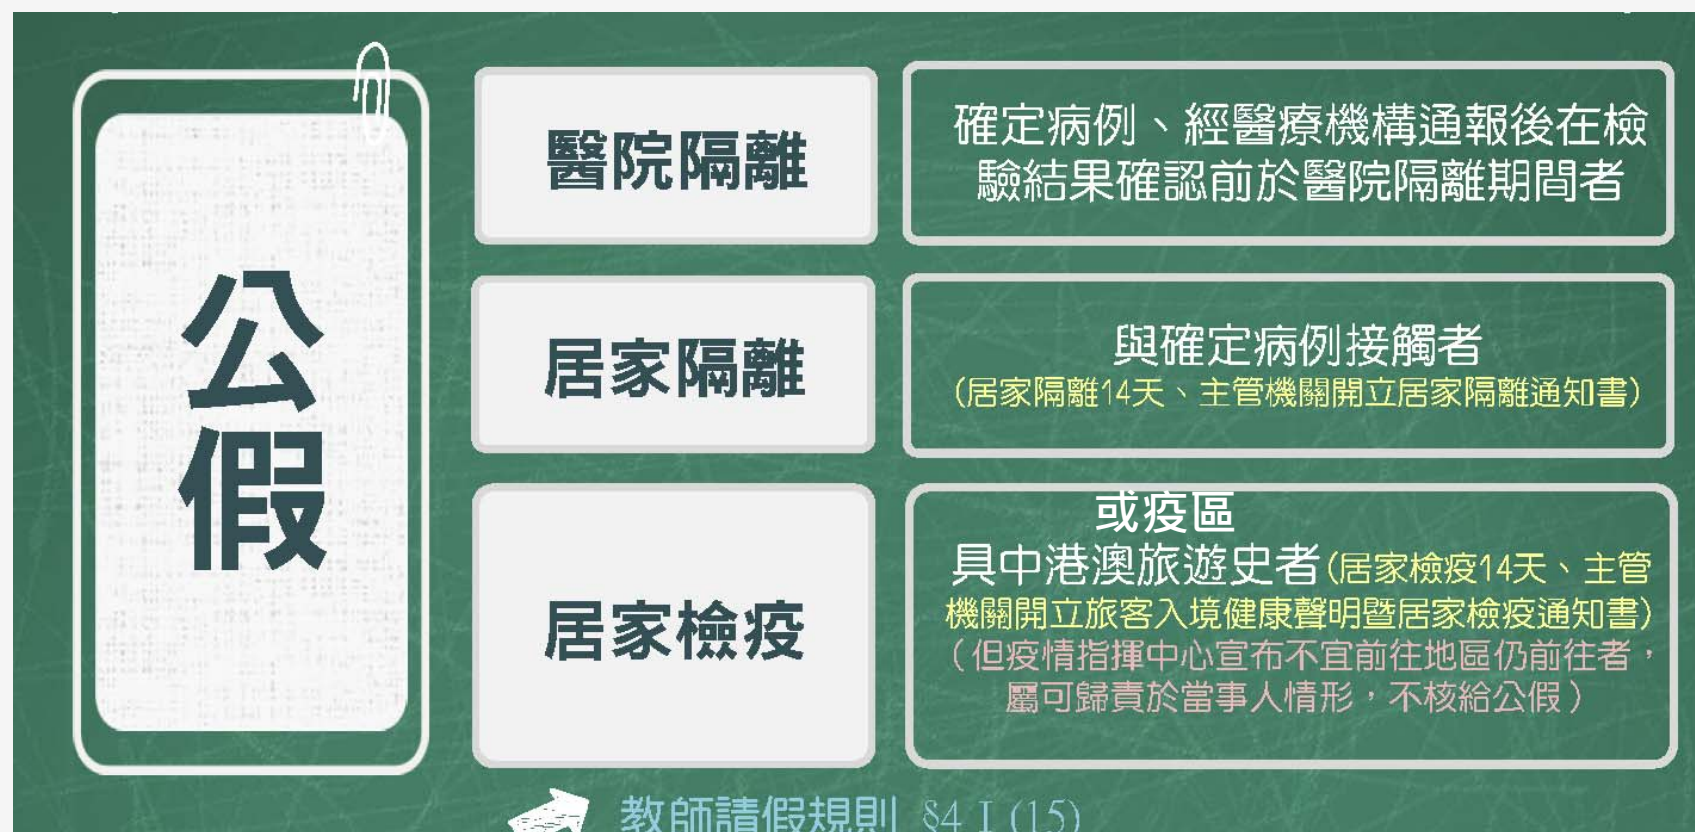 公
假
醫院隔離
確定病例、經醫療機構通報後在檢
驗結果確認前於醫院隔離期間者
居家隔離
與確定病例接觸者
(居家隔離14天、主管機關開立居家隔離通知書)
居家檢疫
或疫區
具中港澳旅遊史者(居家檢疫14天、主管
機關開立旅客入境健康聲明暨居家檢疫通知書)
(但疫情指揮中心宣布不宜前往地區仍前往者，
屬可歸責於當事人情形，不核給公假)
教師請假規則 §4 I (15)